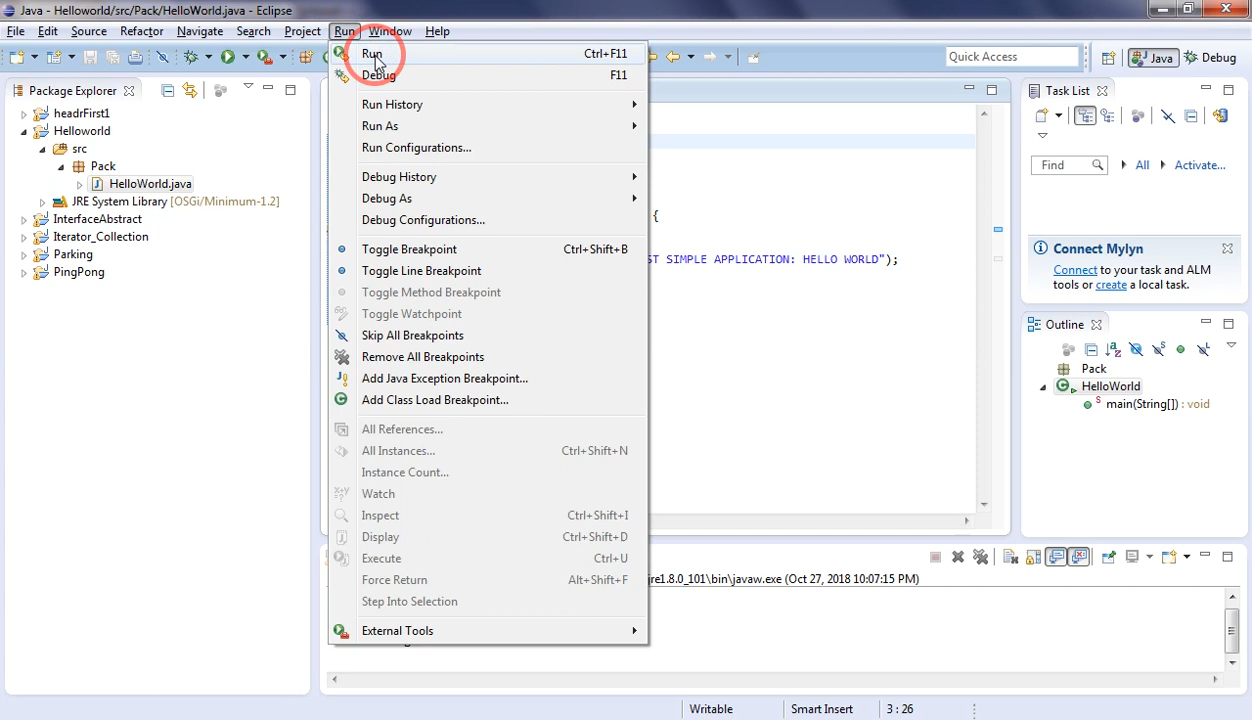 Java - Helloworld/src/Pack/HelloWorld.java - Eclipse
File Edit Source Refactor Navigate Search Project Run Window Help
Quick Access
Java
Debug
Package Explorer
headrFirst1
Helloworld
src
Pack
HelloWorld.java
JRE System Library [OSGi/Minimum-1.2]
InterfaceAbstract
Iterator_Collection
Parking
PingPong
Run Ctrl+F11
Debug F11
Run History
Run As
Run Configurations...
Debug History
Debug As
Debug Configurations...
Toggle Breakpoint Ctrl+Shift+B
Toggle Line Breakpoint
Toggle Method Breakpoint
Toggle Watchpoint
Skip All Breakpoints
Remove All Breakpoints
Add Java Exception Breakpoint...
Add Class Load Breakpoint...
All References...
All Instances... Ctrl+Shift+N
Instance Count...
Watch
Inspect Ctrl+Shift+I
Display Ctrl+Shift+D
Execute Ctrl+U
Force Return Alt+Shift+F
Step Into Selection
External Tools
{
ST SIMPLE APPLICATION: HELLO WORLD");
jre1.8.0_101\bin\javaw.exe (Oct 27, 2018 10:07:15 PM)
Task List
Find
All
Activate...
Connect Mylyn
Connect to your task and ALM
tools or create a local task.
Outline
Pack
HelloWorld
main(String[]) : void
Writable
Smart Insert
3 : 26